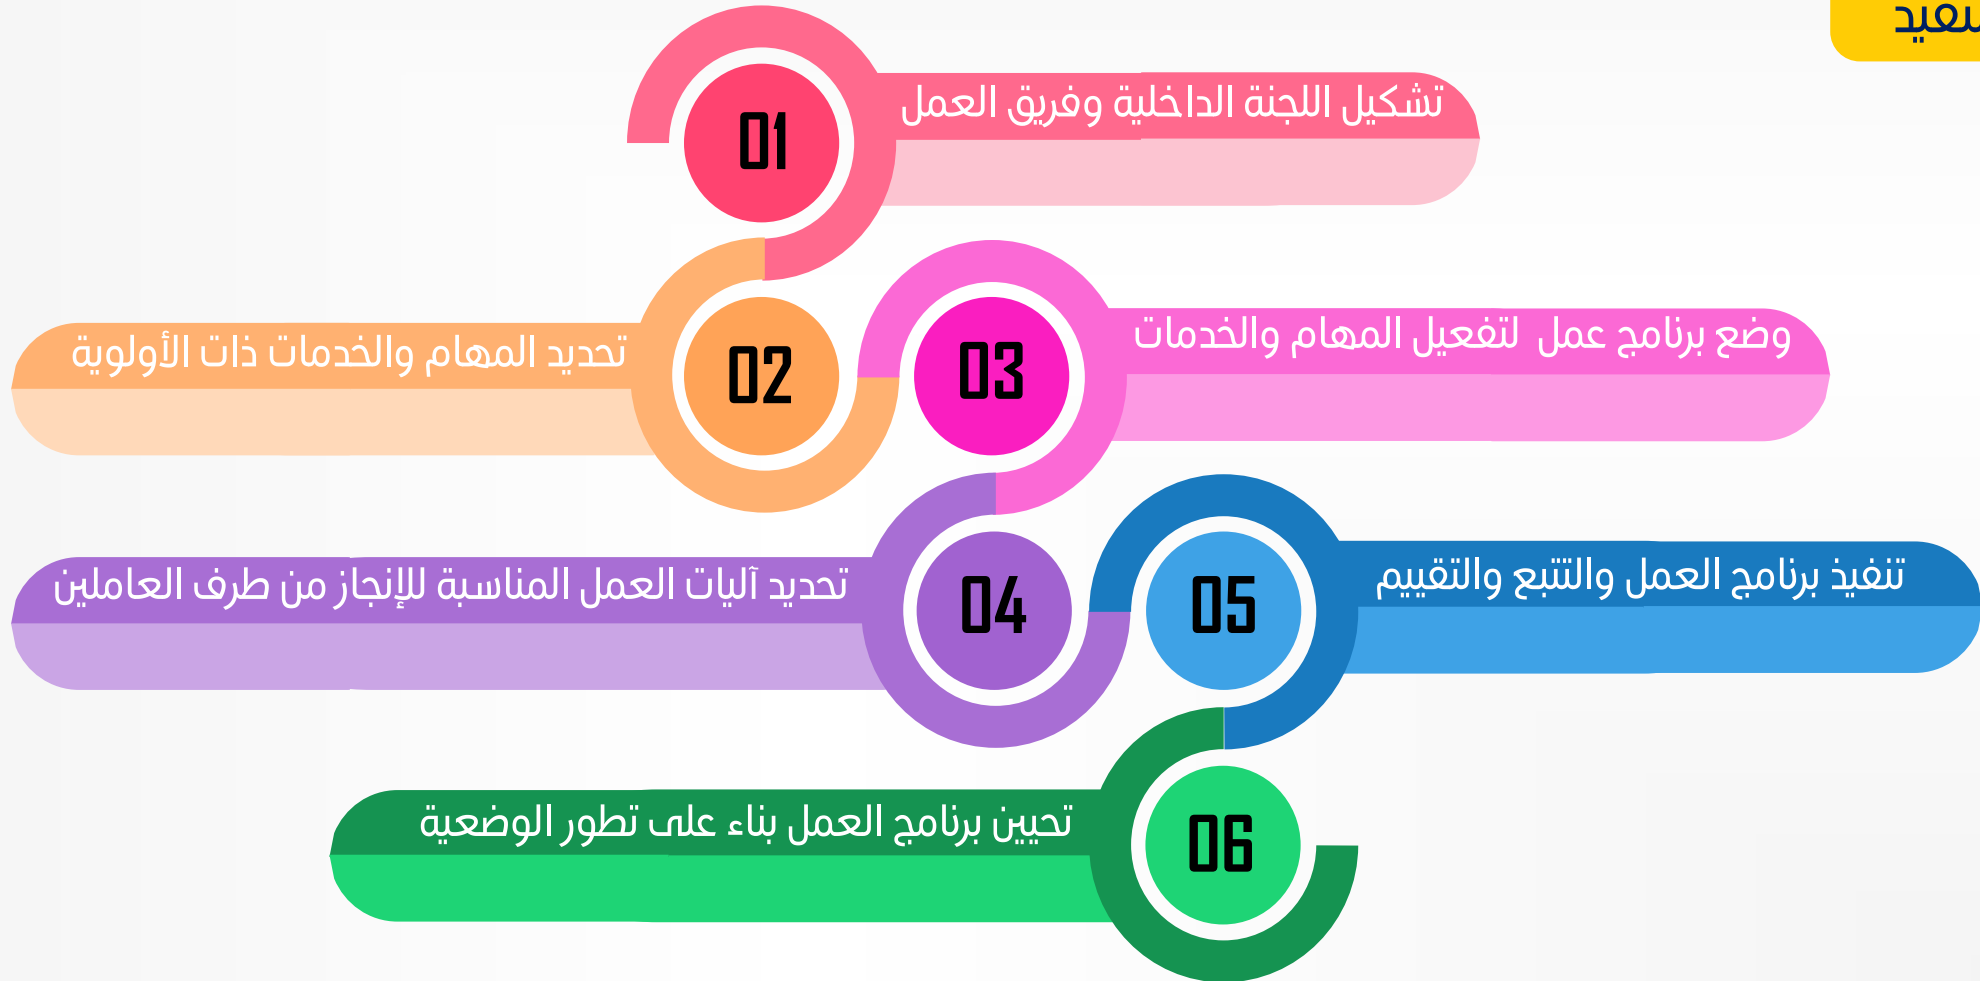 01
تشكيل اللجنة الداخلية وفريق العمل
02
تحديد المهام والخدمات ذات الأولوية
03
وضع برنامج عمل لتفعيل المهام والخدمات
04
تحديد آليات العمل المناسبة للإنجاز من طرف العاملين
05
تنفيذ برنامج العمل والتتبع والتقييم
06
تحيين برنامج العمل بناء على تطور الوضعية